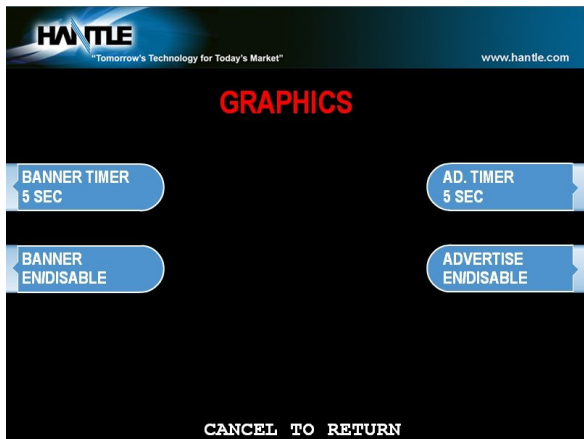 HANTLE
"Tomorrow's Technology for Today's Market"
www.hantle.com
GRAPHICS
BANNER TIMER
5 SEC
AD. TIMER
5 SEC
BANNER
EN/DISABLE
ADVERTISE
EN/DISABLE
CANCEL TO RETURN